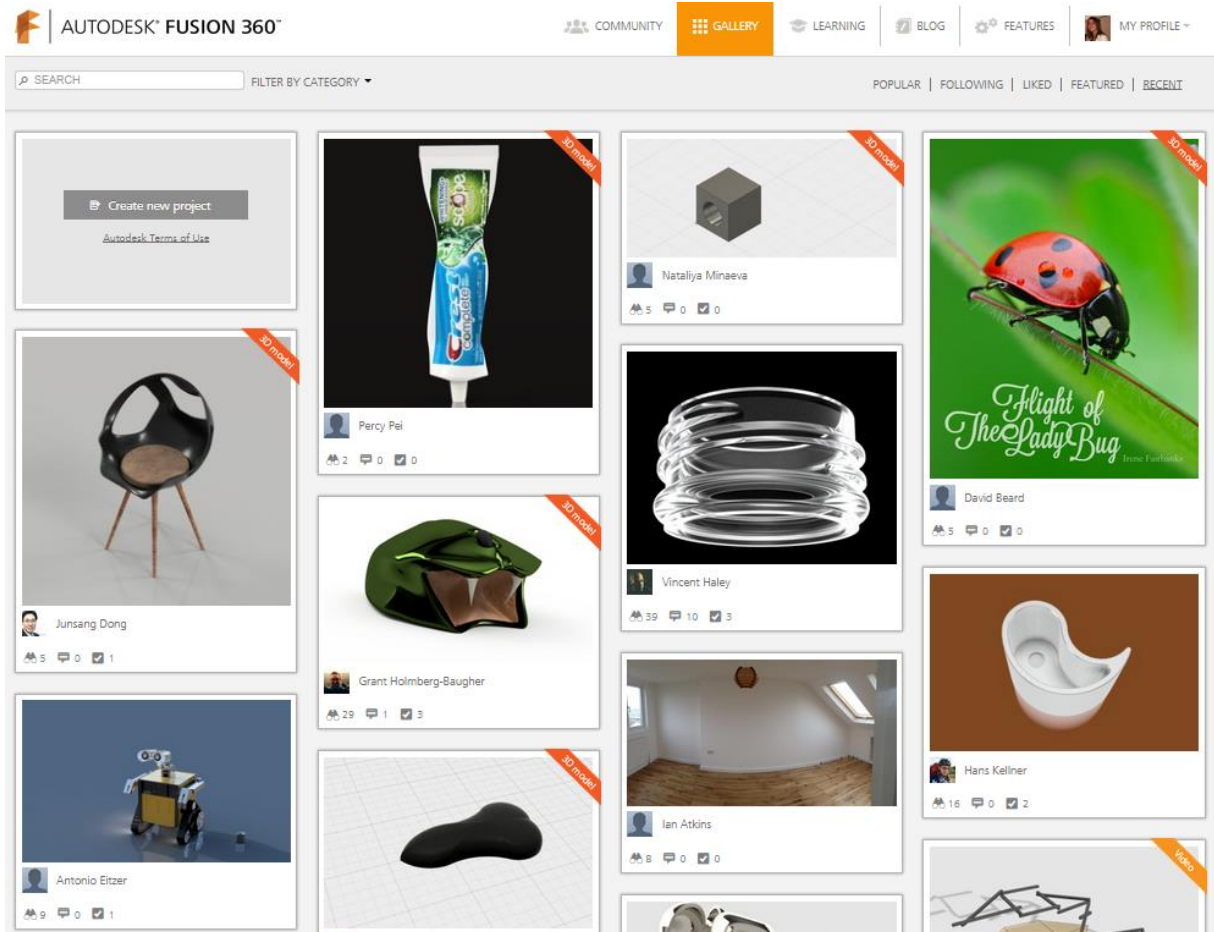 AUTODESK® FUSION 360™
COMMUNITY
GALLERY
LEARNING
BLOG
FEATURES
MY PROFILE
SEARCH
FILTER BY CATEGORY
POPULAR | FOLLOWING | LIKED | FEATURED | RECENT
Create new project
Autodesk Terms of Use
3D model
Junsang Dong
5 0 1
Antonio Eitzer
9 0 1
3D model
scope
Crest
complete
Percy Pei
2 0 0
3D model
Grant Holmberg-Baugher
29 1 3
3D model
3D model
Nataliya Minaeva
5 0 0
Vincent Haley
39 10 3
Ian Atkins
8 0 0
3D model
Flight of
The Lady Bug
Irene Fairbanks
David Beard
5 0 0
Hans Kellner
16 0 2
Video